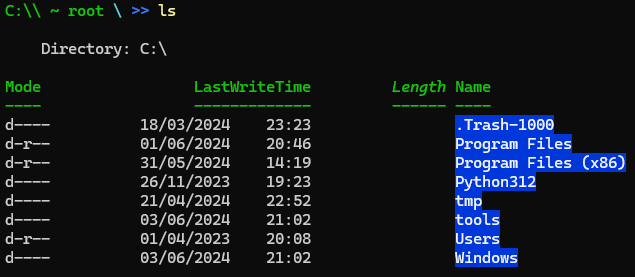 C:\\ ~ root \ >> ls
Directory: C:\
Mode LastWriteTime Length Name
---- ------------- ------ ----
d---- 18/03/2024 23:23 .Trash-1000
d-r-- 01/06/2024 20:46 Program Files
d-r-- 31/05/2024 14:19 Program Files (x86)
d---- 26/11/2023 19:23 Python312
d---- 21/04/2024 22:52 tmp
d---- 03/06/2024 21:02 tools
d-r-- 01/04/2023 20:08 Users
d---- 03/06/2024 21:02 Windows